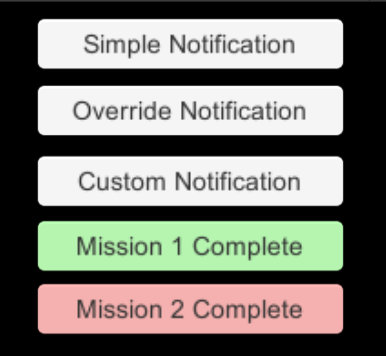 Simple Notification
Override Notification
Custom Notification
Mission 1 Complete
Mission 2 Complete